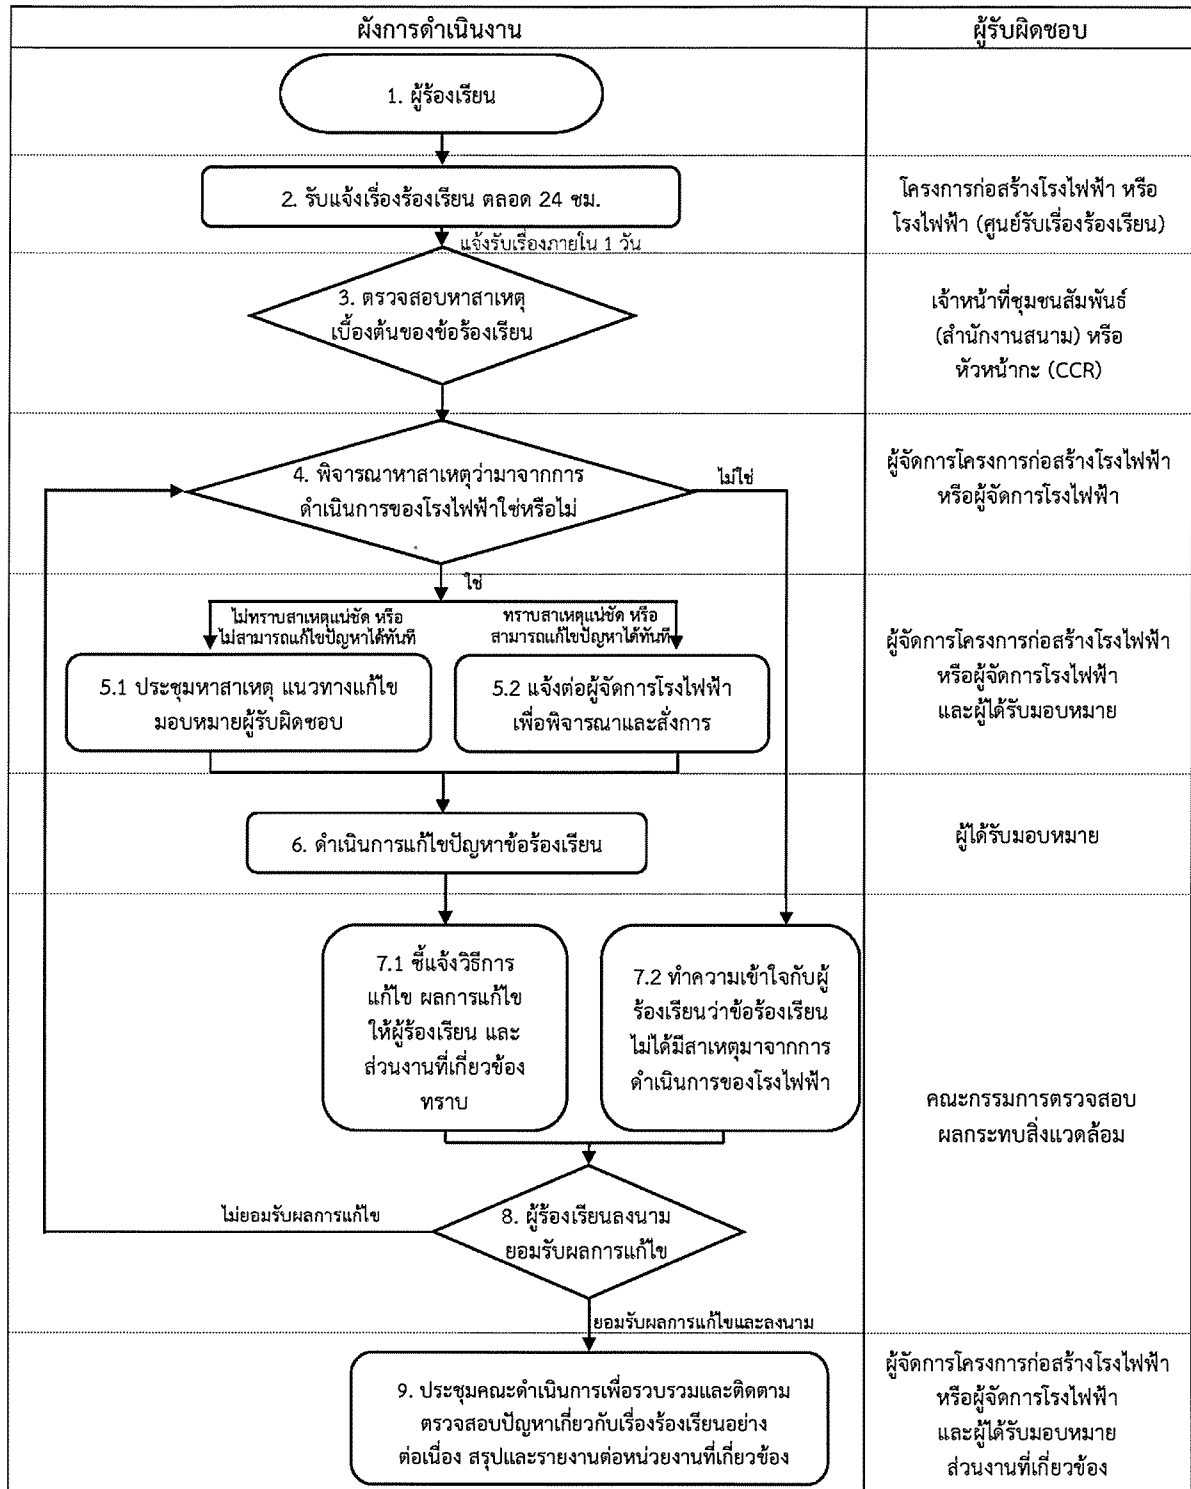 ผังการดำเนินงาน
ผู้รับผิดชอบ
1. ผู้ร้องเรียน
2. รับแจ้งเรื่องร้องเรียน ตลอด 24 ชม.
โครงการก่อสร้างโรงไฟฟ้า หรือ
โรงไฟฟ้า (ศูนย์รับเรื่องร้องเรียน)
แจ้งรับเรื่องภายใน 1 วัน
3. ตรวจสอบหาสาเหตุ
เบื้องต้นของข้อร้องเรียน
เจ้าหน้าที่ชุมชนสัมพันธ์
(สำนักงานสนาม) หรือ
หัวหน้ากะ (CCR)
4. พิจารณาหาสาเหตุว่ามาจากการ
ดำเนินการของโรงไฟฟ้าใช่หรือไม่
ไม่ใช่
ผู้จัดการโครงการก่อสร้างโรงไฟฟ้า
หรือผู้จัดการโรงไฟฟ้า
ใช่
ไม่ทราบสาเหตุแน่ชัด หรือ
ไม่สามารถแก้ไขปัญหาได้ทันที
ทราบสาเหตุแน่ชัด หรือ
สามารถแก้ไขปัญหาได้ทันที
5.1 ประชุมหาสาเหตุ แนวทางแก้ไข
มอบหมายผู้รับผิดชอบ
5.2 แจ้งต่อผู้จัดการโรงไฟฟ้า
เพื่อพิจารณาและสั่งการ
ผู้จัดการโครงการก่อสร้างโรงไฟฟ้า
หรือผู้จัดการโรงไฟฟ้า
และผู้ได้รับมอบหมาย
6. ดำเนินการแก้ไขปัญหาข้อร้องเรียน
ผู้ได้รับมอบหมาย
7.1 ชี้แจ้งวิธีการ
แก้ไข ผลการแก้ไข
ให้ผู้ร้องเรียน และ
ส่วนงานที่เกี่ยวข้อง
ทราบ
7.2 ทำความเข้าใจกับผู้
ร้องเรียนว่าข้อร้องเรียน
ไม่ได้มีสาเหตุมาจากการ
ดำเนินการของโรงไฟฟ้า
คณะกรรมการตรวจสอบ
ผลกระทบสิ่งแวดล้อม
ไม่ยอมรับผลการแก้ไข
8. ผู้ร้องเรียนลงนาม
ยอมรับผลการแก้ไข
ยอมรับผลการแก้ไขและลงนาม
9. ประชุมคณะดำเนินการเพื่อรวบรวมและติดตาม
ตรวจสอบปัญหาเกี่ยวกับเรื่องร้องเรียนอย่าง
ต่อเนื่อง สรุปและรายงานต่อหน่วยงานที่เกี่ยวข้อง
ผู้จัดการโครงการก่อสร้างโรงไฟฟ้า
หรือผู้จัดการโรงไฟฟ้า
และผู้ได้รับมอบหมาย
ส่วนงานที่เกี่ยวข้อง